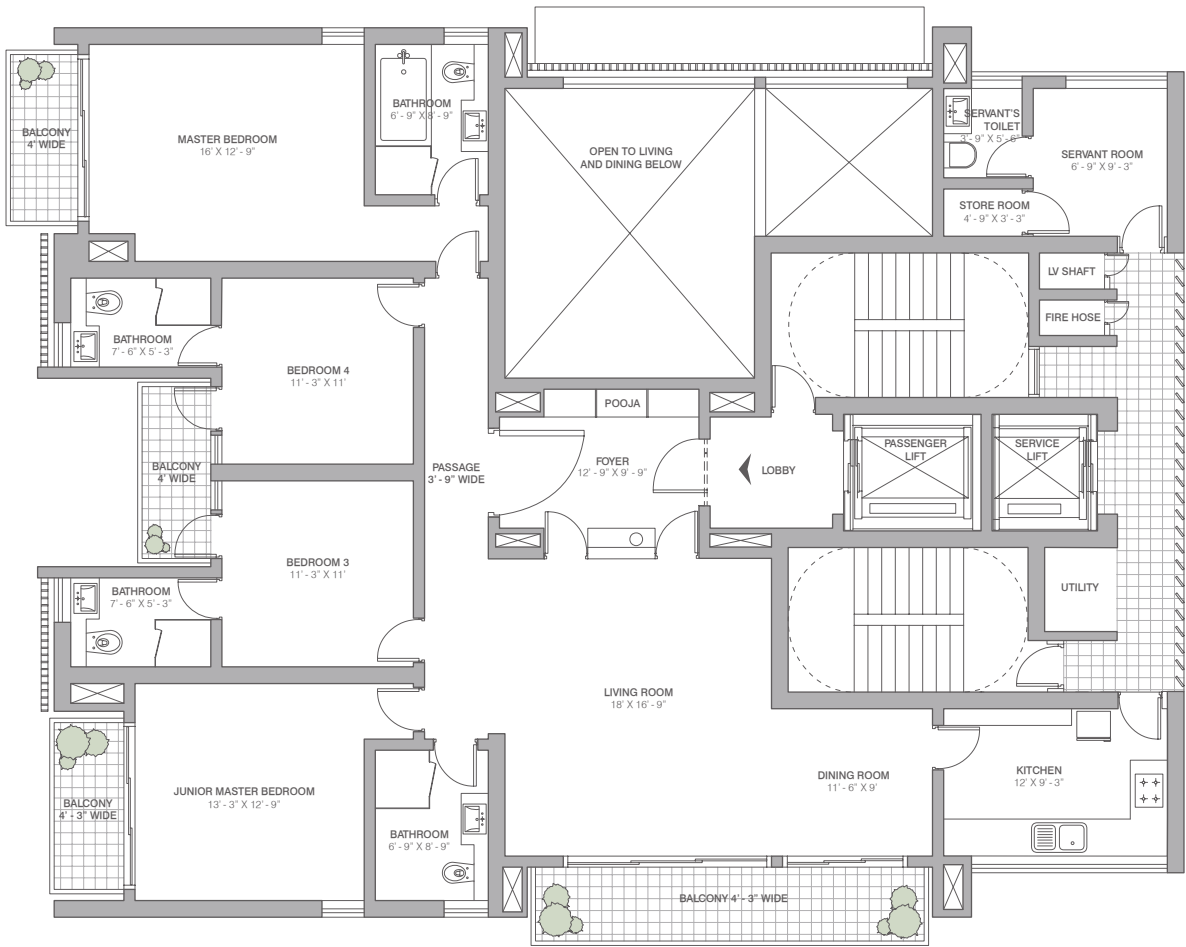 MASTER BEDROOM
16' X 12' - 9"
BALCONY
4' WIDE
BATHROOM
6' - 9" X 8' - 9"
OPEN TO LIVING
AND DINING BELOW
SERVANT'S
TOILET
3' - 9" X 5' - 6"
SERVANT ROOM
6' - 9" X 9' - 3"
STORE ROOM
4' - 9" X 3' - 3"
LV SHAFT
FIRE HOSE
BATHROOM
7' - 6" X 5' - 3"
BEDROOM 4
11' - 3" X 11'
POOJA
BALCONY
4' WIDE
PASSAGE
3' - 9" WIDE
FOYER
12' - 9" X 9' - 9"
LOBBY
PASSENGER
LIFT
SERVICE
LIFT
BEDROOM 3
11' - 3" X 11'
BATHROOM
7' - 6" X 5' - 3"
UTILITY
LIVING ROOM
18' X 16' - 9"
JUNIOR MASTER BEDROOM
13' - 3" X 12' - 9"
DINING ROOM
11' - 6" X 9'
KITCHEN
12' X 9' - 3"
BALCONY
4' - 3" WIDE
BATHROOM
6' - 9" X 8' - 9"
BALCONY 4' - 3" WIDE